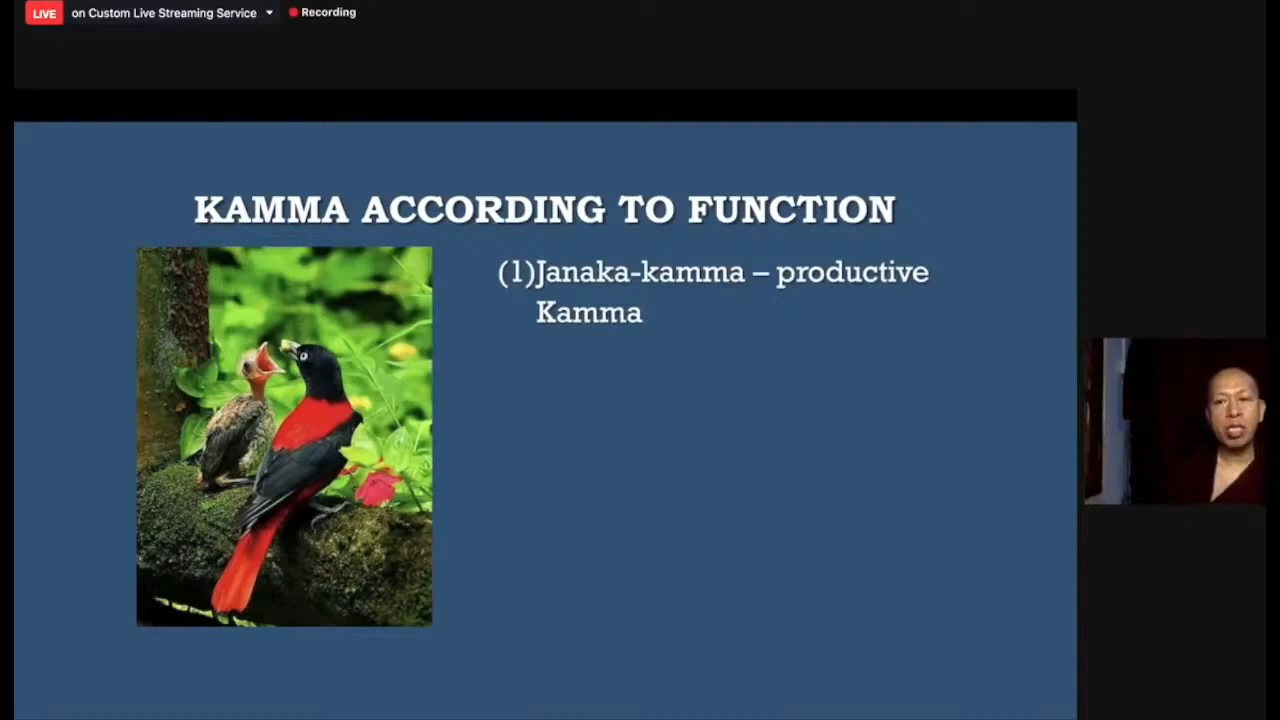 LIVE on Custom Live Streaming Service Recording
KAMMA ACCORDING TO FUNCTION
(1)Janaka-kamma – productive
Kamma